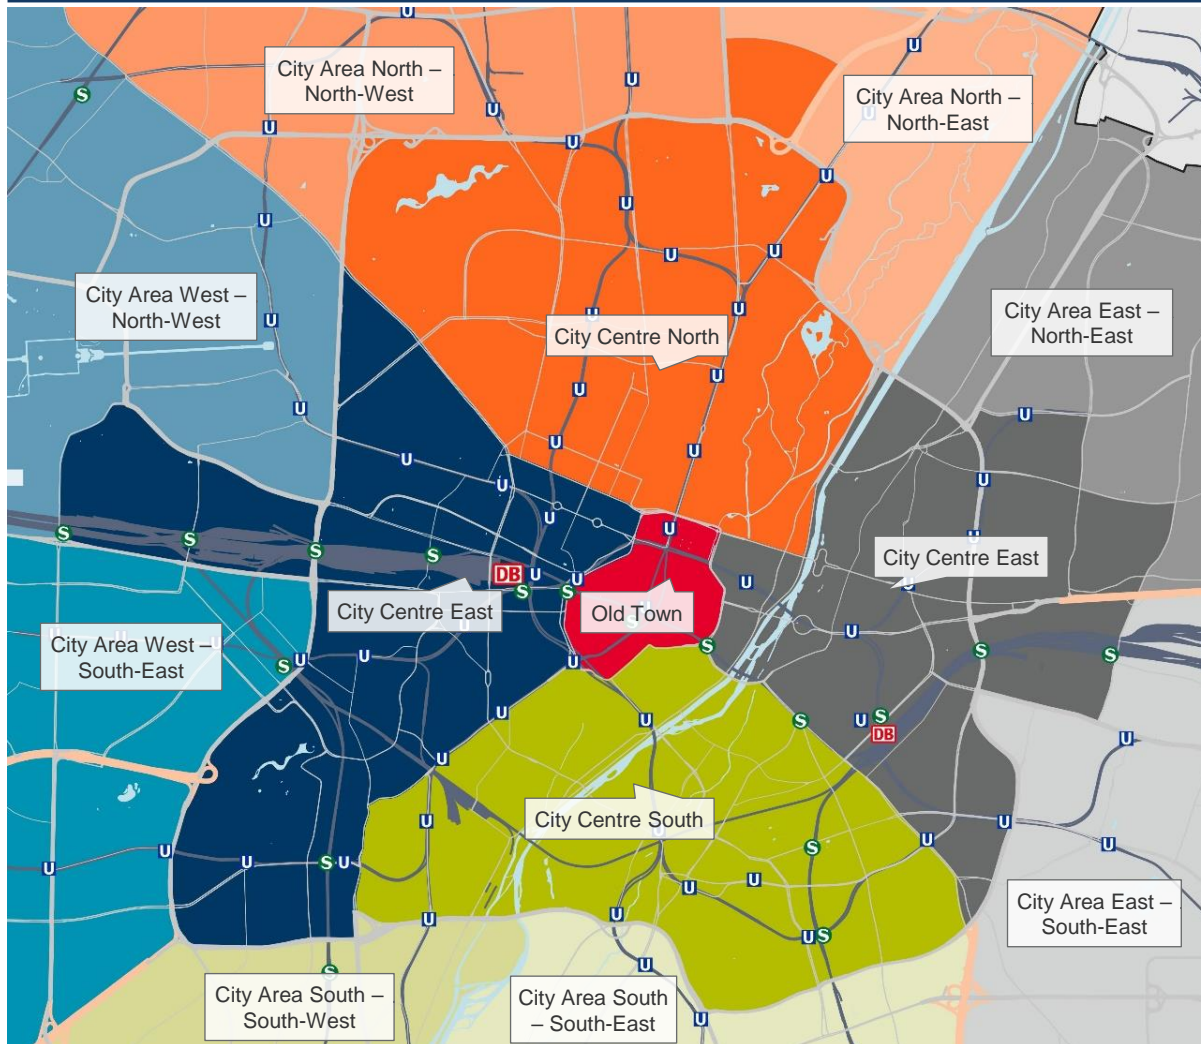 City Area North –
North-West
City Area North –
North-East
City Area West –
North-West
City Area East –
North-East
City Centre North
City Centre East
DB
City Centre East
Old Town
City Area West –
South-East
DB
City Centre South
City Area East –
South-East
City Area South –
South-West
City Area South
– South-East